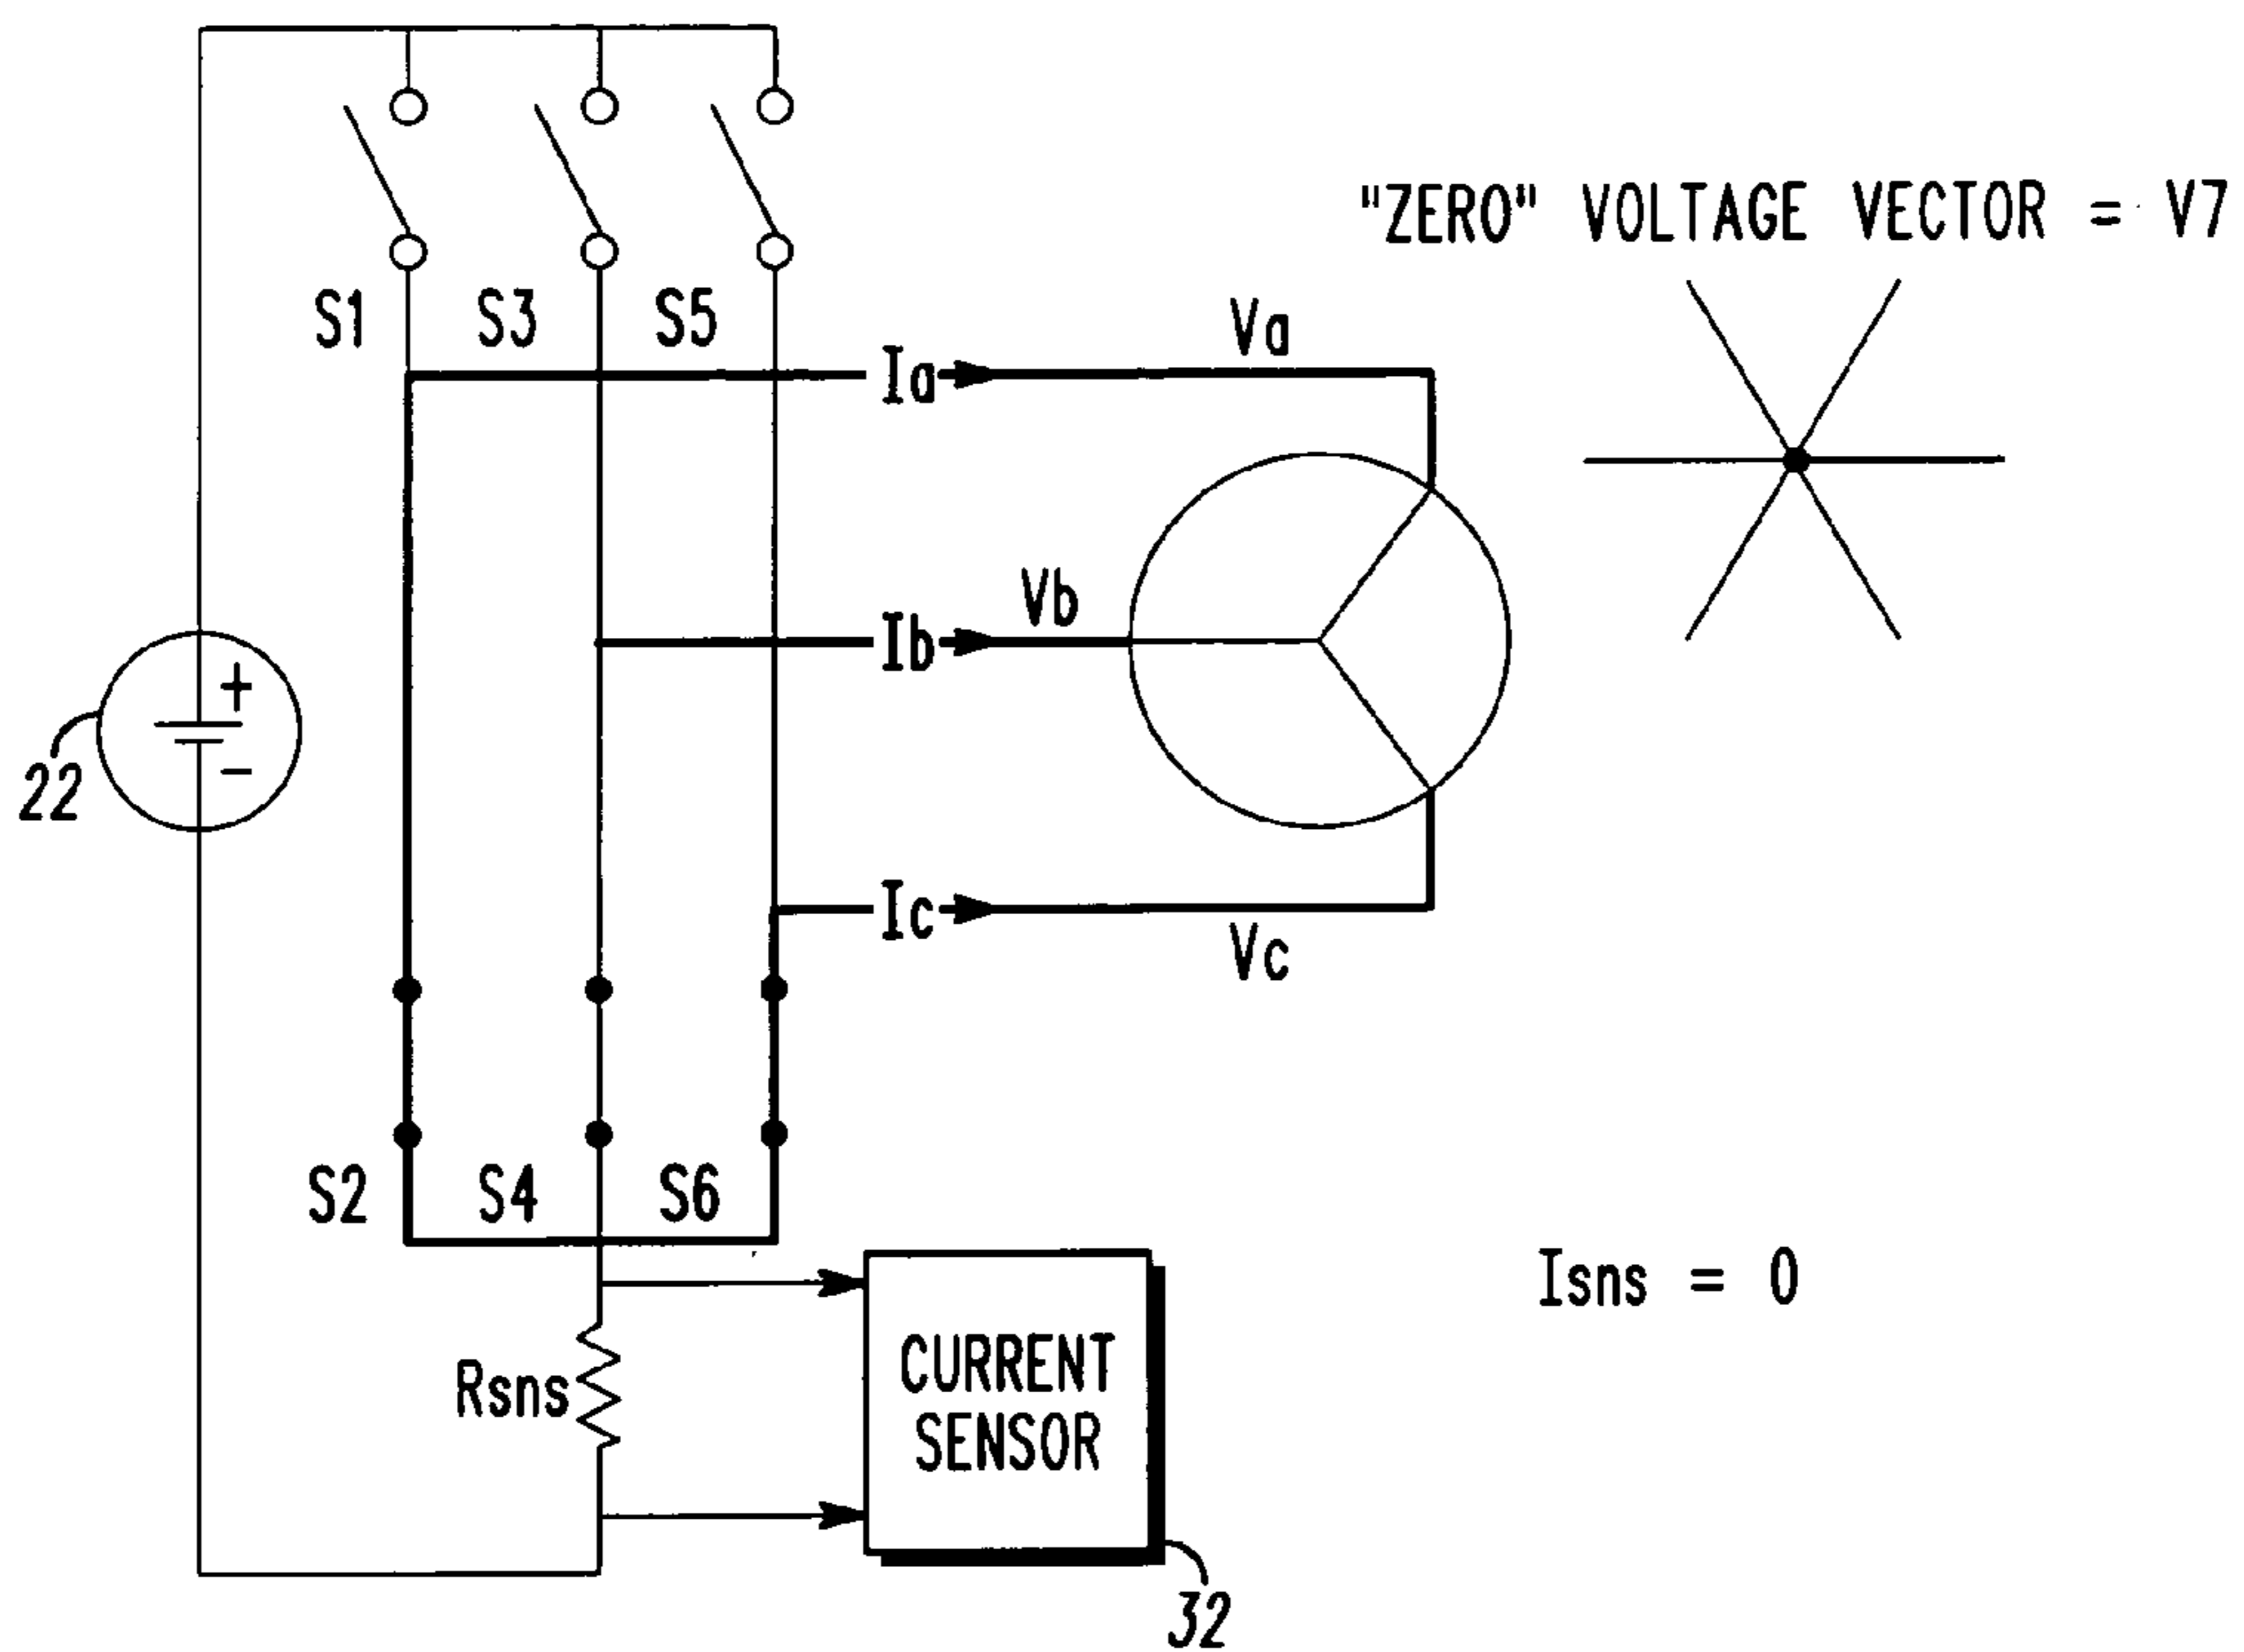 "ZERO" VOLTAGE VECTOR = V7
S1 S3 S5
Va
Ia
Vb
Ib
+
-
22
Ic
Vc
S2 S4 S6
Isns = 0
Rsns
CURRENT
SENSOR
32